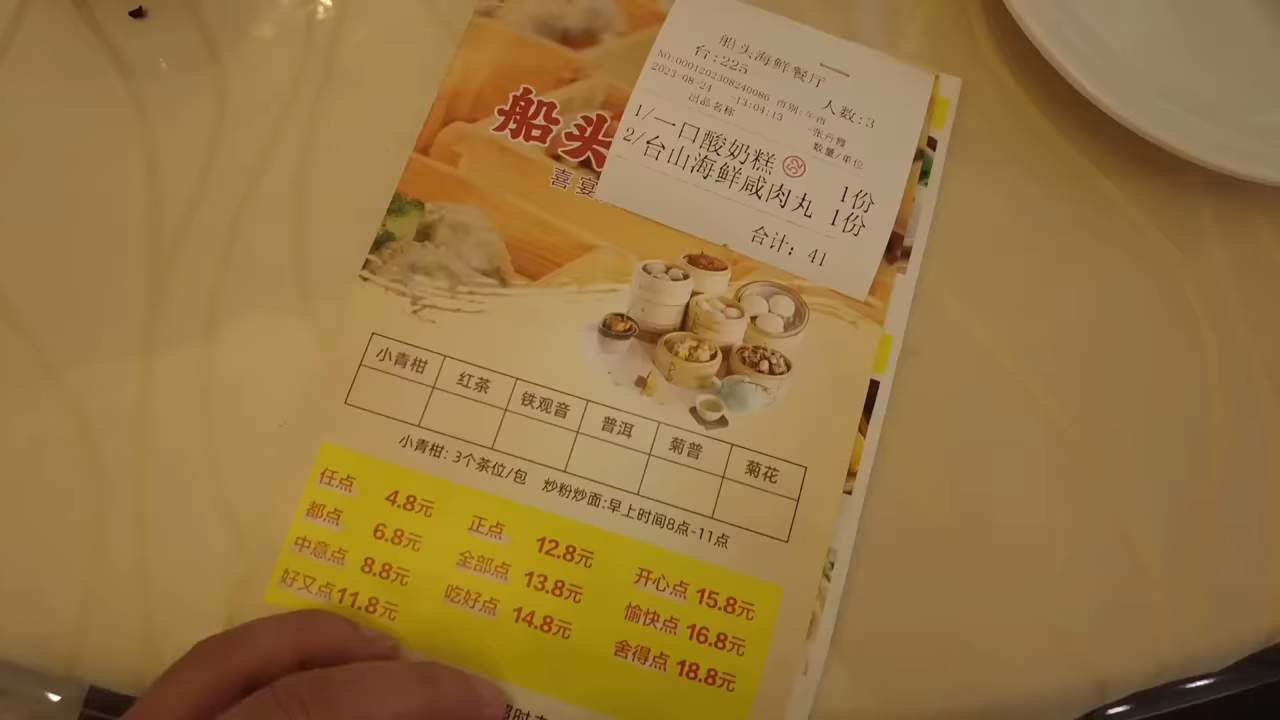 船头海鲜餐厅
台:225 人数:3
NO:0001202308240086 市别:午市
2023-08-24 -13:04:13
出品名称 数量/单位
1/一口酸奶糕 1份
2/台山海鲜咸肉丸 1份
合计: 41
船头
喜宴
小青柑 红茶 铁观音 普洱 菊普 菊花
小青柑: 3个茶位/包 炒粉炒面:早上时间8点-11点
任点 4.8元 正点 12.8元 开心点 15.8元
都点 6.8元 全部点 13.8元 愉快点 16.8元
中意点 8.8元 吃好点 14.8元 舍得点 18.8元
好又点 11.8元